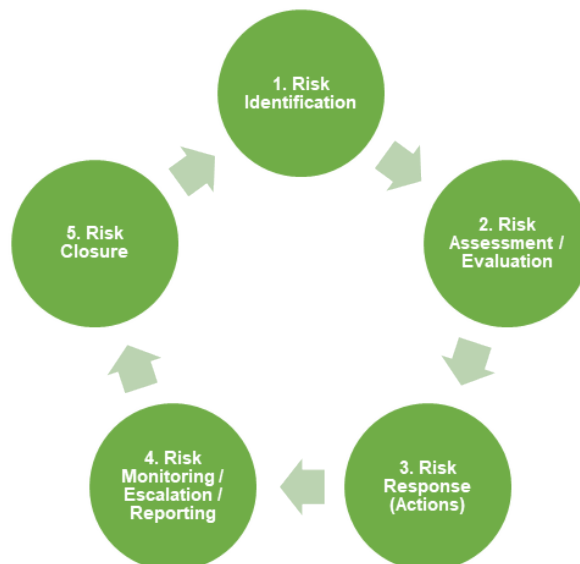 1. Risk
Identification
2. Risk
Assessment /
Evaluation
3. Risk
Response
(Actions)
4. Risk
Monitoring /
Escalation /
Reporting
5. Risk
Closure